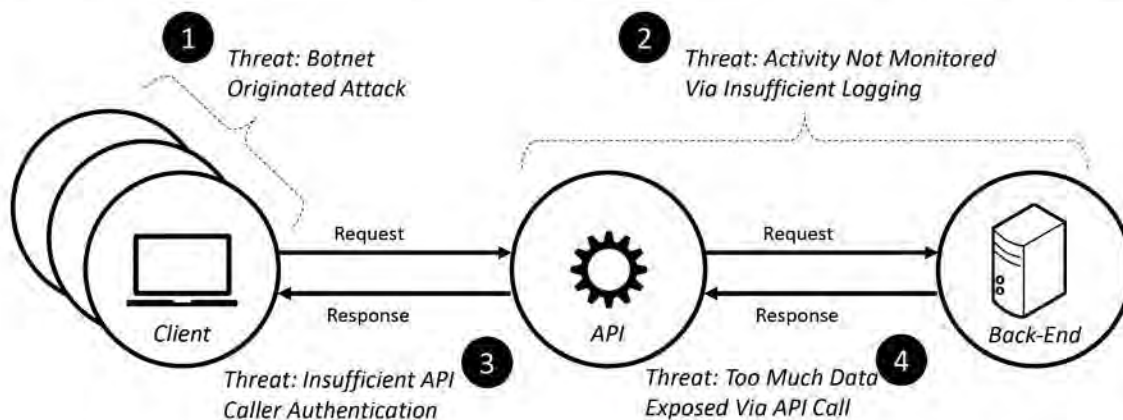 1
Threat: Botnet
Originated Attack
2
Threat: Activity Not Monitored
Via Insufficient Logging
Request
Request
Response
Response
Client
API
Back-End
3
Threat: Insufficient API
Caller Authentication
4
Threat: Too Much Data
Exposed Via API Call